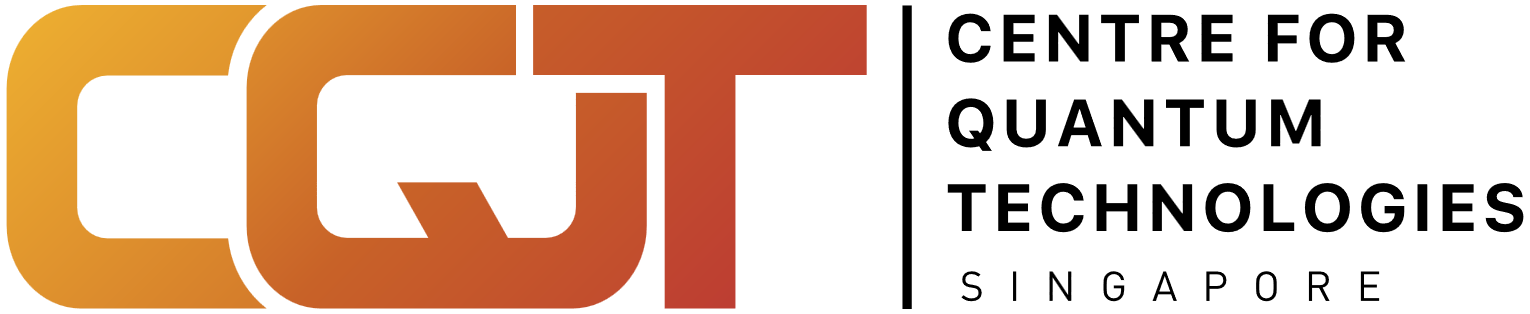 CQT
CENTRE FOR
QUANTUM
TECHNOLOGIES
SINGAPORE